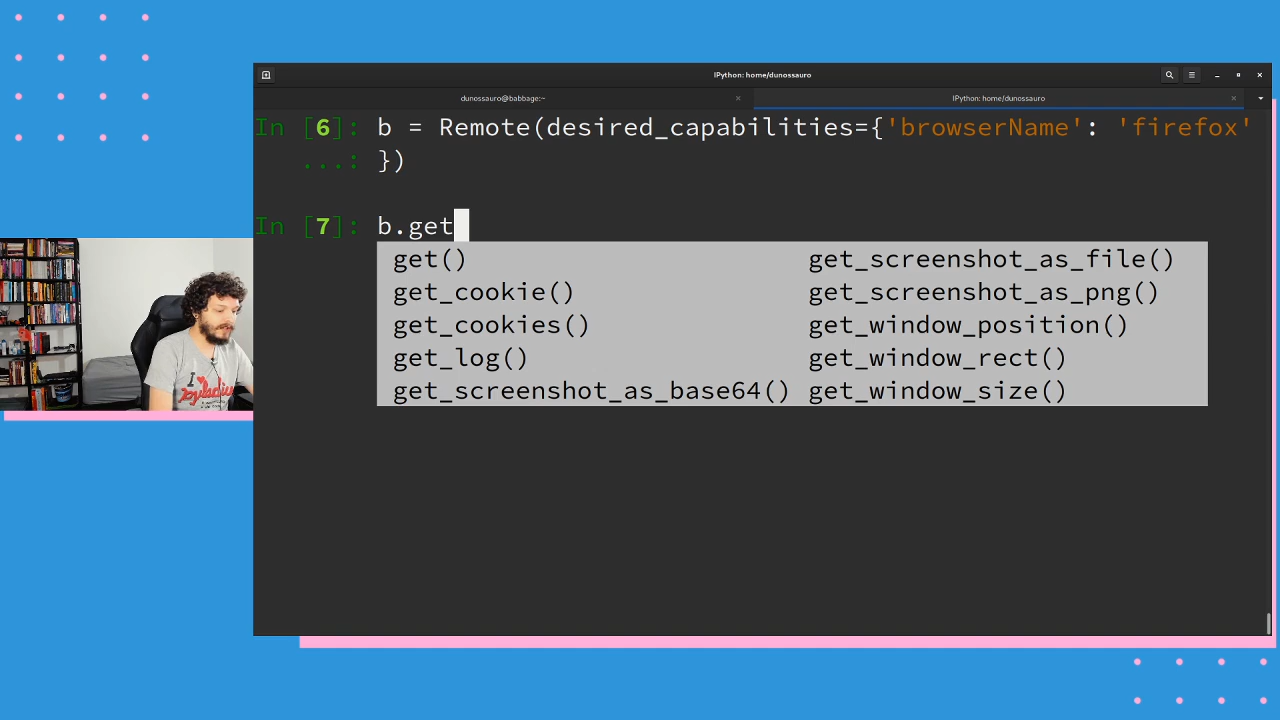 IPython: home/dunossauro
dunossauro@babbage:~
IPython: home/dunossauro
In [6]: b = Remote(desired_capabilities={'browserName': 'firefox'
...: })
In [7]: b.get
get() get_screenshot_as_file()
get_cookie() get_screenshot_as_png()
get_cookies() get_window_position()
get_log() get_window_rect()
get_screenshot_as_base64() get_window_size()
I